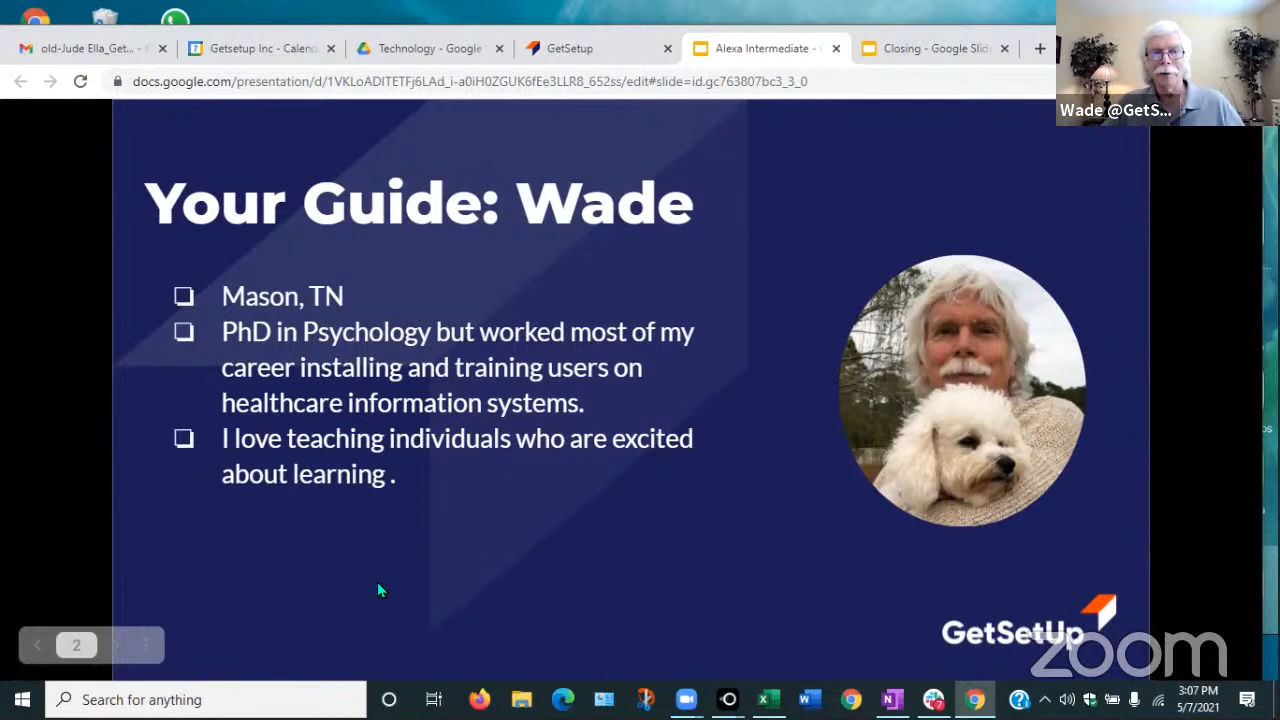 old-Jude Ella_Get...
Getsetup Inc - Calend
Technology - Google
GetSetup
Alexa Intermediate -
Closing - Google Slid
docs.google.com/presentation/d/1VKLoADITETFj6LAd_i-a5iH0ZGUK6fEe3LLR8_652ss/edit#slide=id.gc763807bc3_3_0
Wade @GetS...
Your Guide: Wade
Mason, TN
PhD in Psychology but worked most of my
career installing and training users on
healthcare information systems.
I love teaching individuals who are excited
about learning .
GetSetUp
zoom
2
Search for anything
3:07 PM
5/7/2021